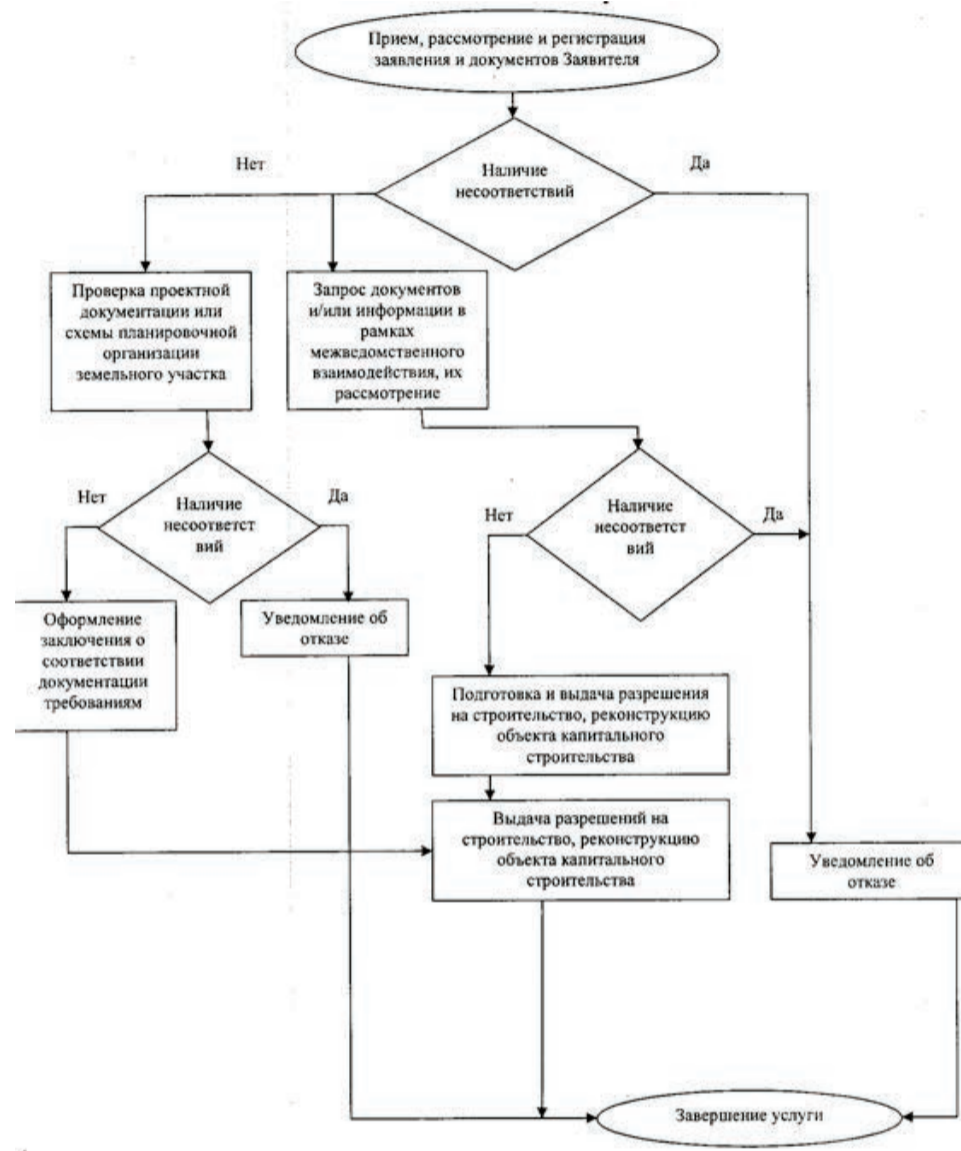 Прием, рассмотрение и регистрация
заявления и документов Заявителя
Нет
Да
Наличие
несоответствий
Проверка проектной
документации или
схемы планировочной
организации
земельного участка
Запрос документов
и/или информации в
рамках
межведомственного
взаимодействия, их
рассмотрение
Нет
Да
Наличие
несоответст
вий
Нет
Да
Наличие
несоответст
вий
Оформление
заключения о
соответствии
документации
требованиям
Уведомление об
отказе
Подготовка и выдача разрешения
на строительство, реконструкцию
объекта капитального
строительства
Выдача разрешений на
строительство, реконструкцию
объекта капитального
строительства
Уведомление об
отказе
Завершение услуги